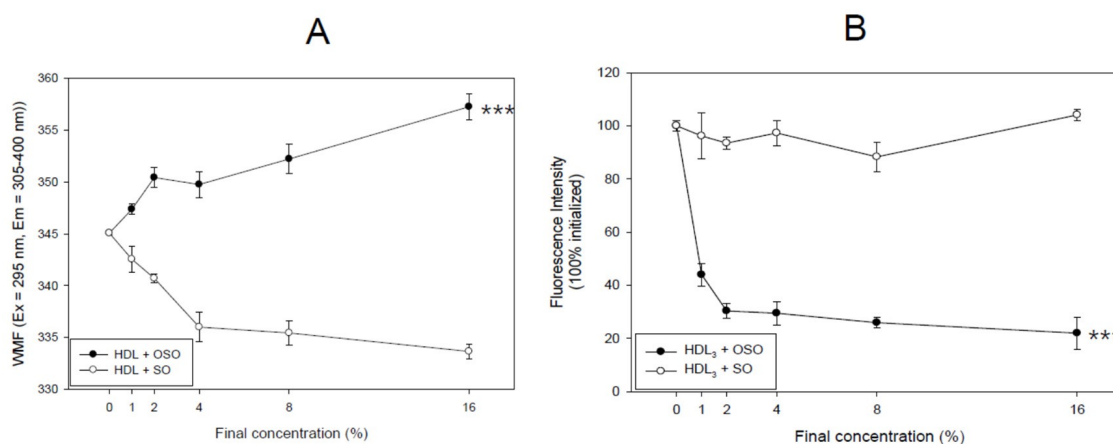 A
360
355
350
345
340
335
330
WMF (Ex = 295 nm, Em = 305-400 nm))
***
HDL + OSO
HDL + SO
0 1 2 4 8 16
Final concentration (%)
B
120
100
80
60
40
20
0
Fluorescence Intensity
(100% initialized)
***
HDL₃ + OSO
HDL₃ + SO
0 1 2 4 8 16
Final concentration (%)